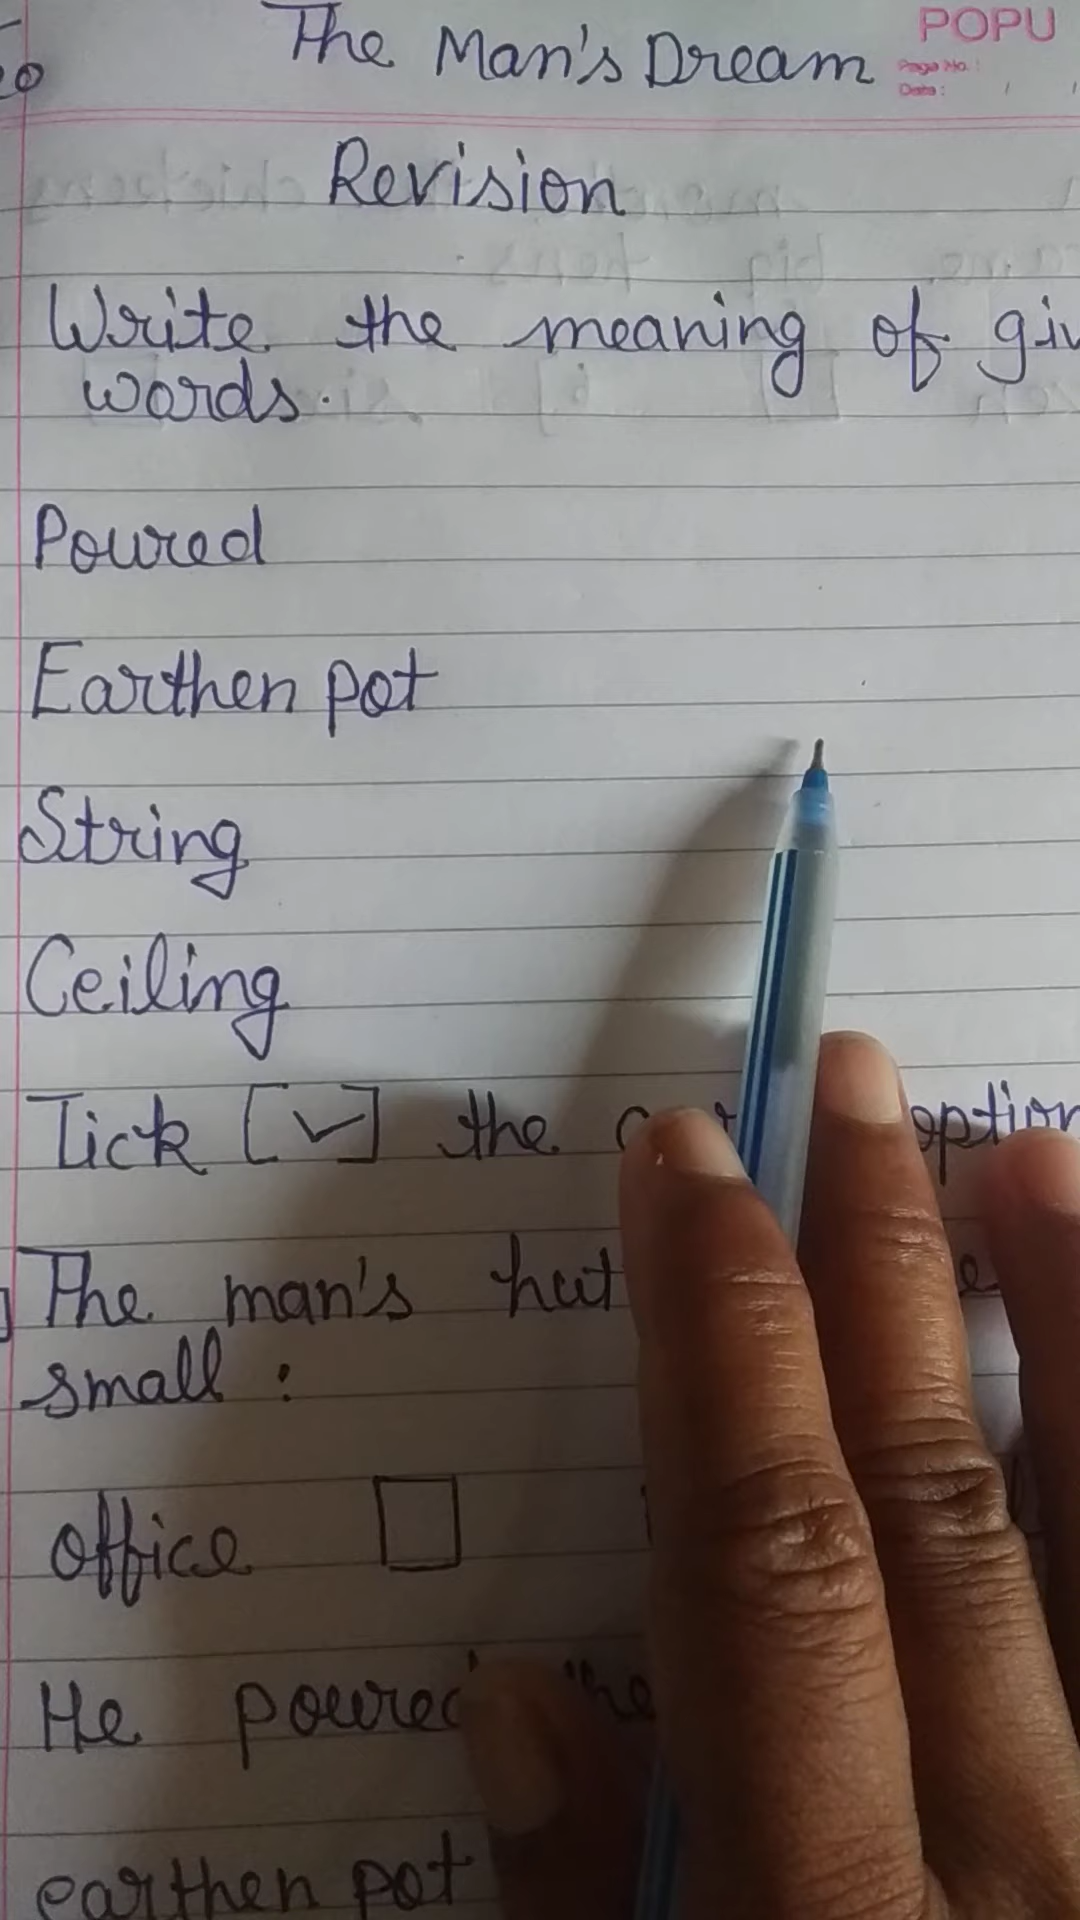 The Man's Dream
POPU
Page No.:
Date: / /
Revision
Write the meaning of giv
words.
Poured
Earthen pot
String
Ceiling
Tick [✓] the option
The man's hut
small:
office
He poured
earthen pot